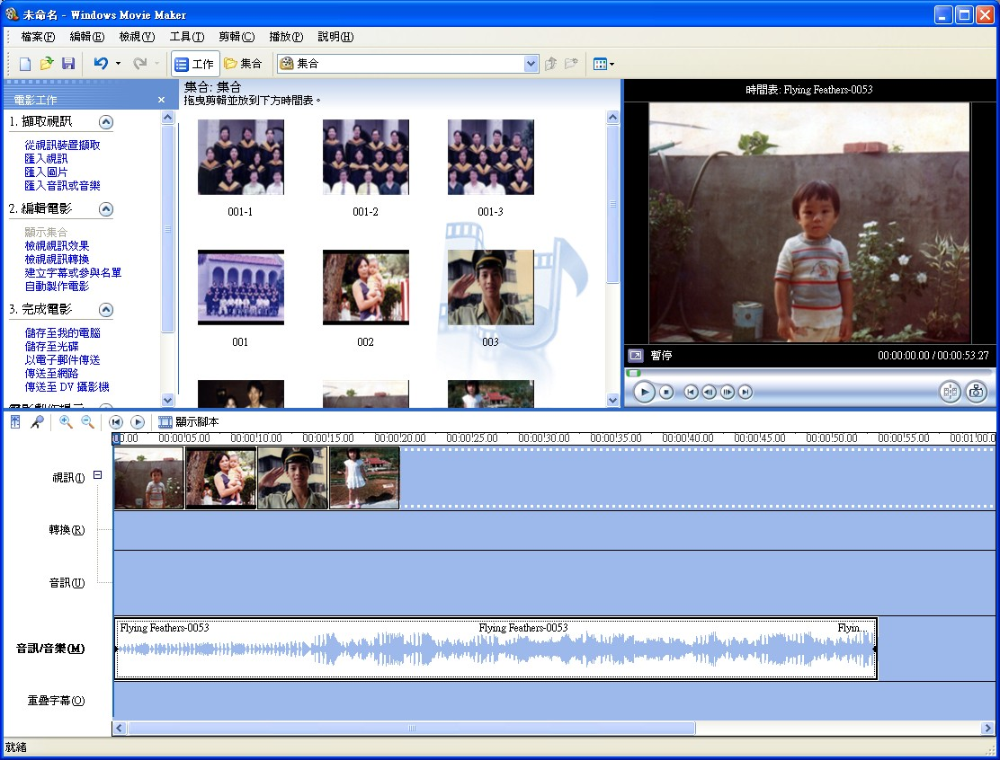 未命名 - Windows Movie Maker
檔案(F) 編輯(E) 檢視(V) 工具(T) 剪輯(C) 播放(P) 說明(H)
工作 集合 集合
電影工作
1. 擷取視訊
從視訊裝置擷取
匯入視訊
匯入圖片
匯入音訊或音樂
2. 編輯電影
顯示集合
檢視視訊效果
檢視視訊轉換
建立字幕或參與名單
自動製作電影
3. 完成電影
儲存至我的電腦
儲存至光碟
以電子郵件傳送
傳送至網路
傳送至 DV 攝影機
集合: 集合
拖曳剪輯並放到下方時間表。
001-1 001-2 001-3
001 002 003
時間表: Flying Feathers-0053
暫停 00:00:00.00 / 00:00:53.27
顯示腳本
0.00 00:00:05.00 00:00:10.00 00:00:15.00 00:00:20.00 00:00:25.00 00:00:30.00 00:00:35.00 00:00:40.00 00:00:45.00 00:00:50.00 00:00:55.00 00:01:00.0
視訊(I)
轉換(R)
音訊(U)
音訊/音樂(M)
Flying Feathers-0053 Flying Feathers-0053 Flyin...
重疊字幕(O)
就緒